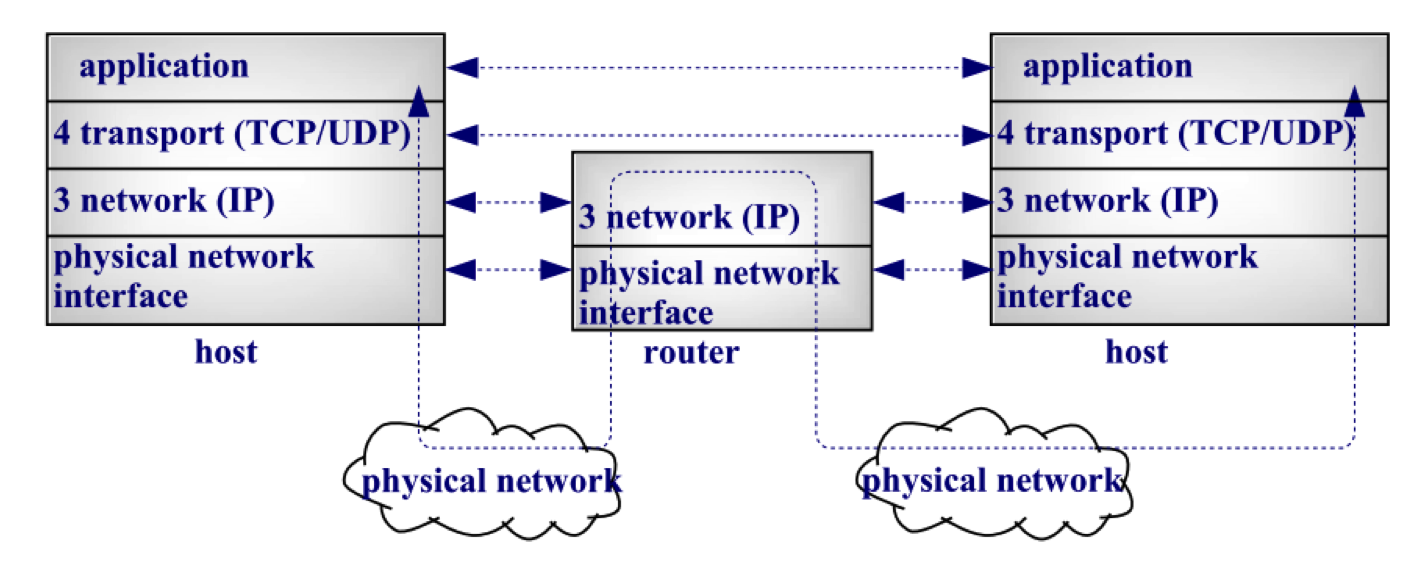 application
4 transport (TCP/UDP)
3 network (IP)
physical network
interface
host
3 network (IP)
physical network
interface
router
application
4 transport (TCP/UDP)
3 network (IP)
physical network
interface
host
physical network
physical network